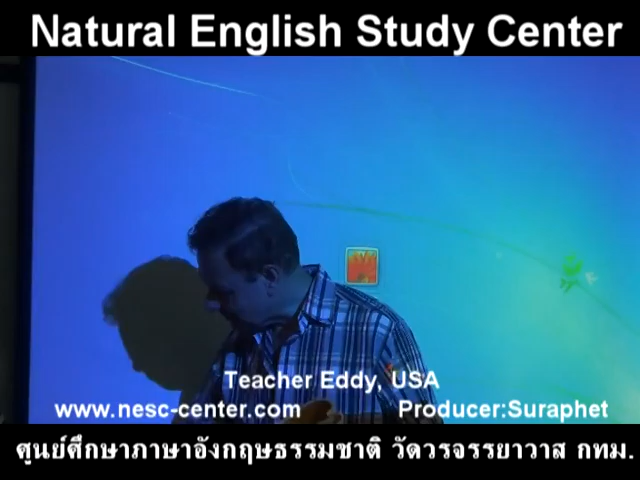 Natural English Study Center
Teacher Eddy, USA
www.nesc-center.com Producer:Suraphet
ศูนย์ศึกษาภาษาอังกฤษธรรมชาติ วัดวรจรรยาวาส กทม.